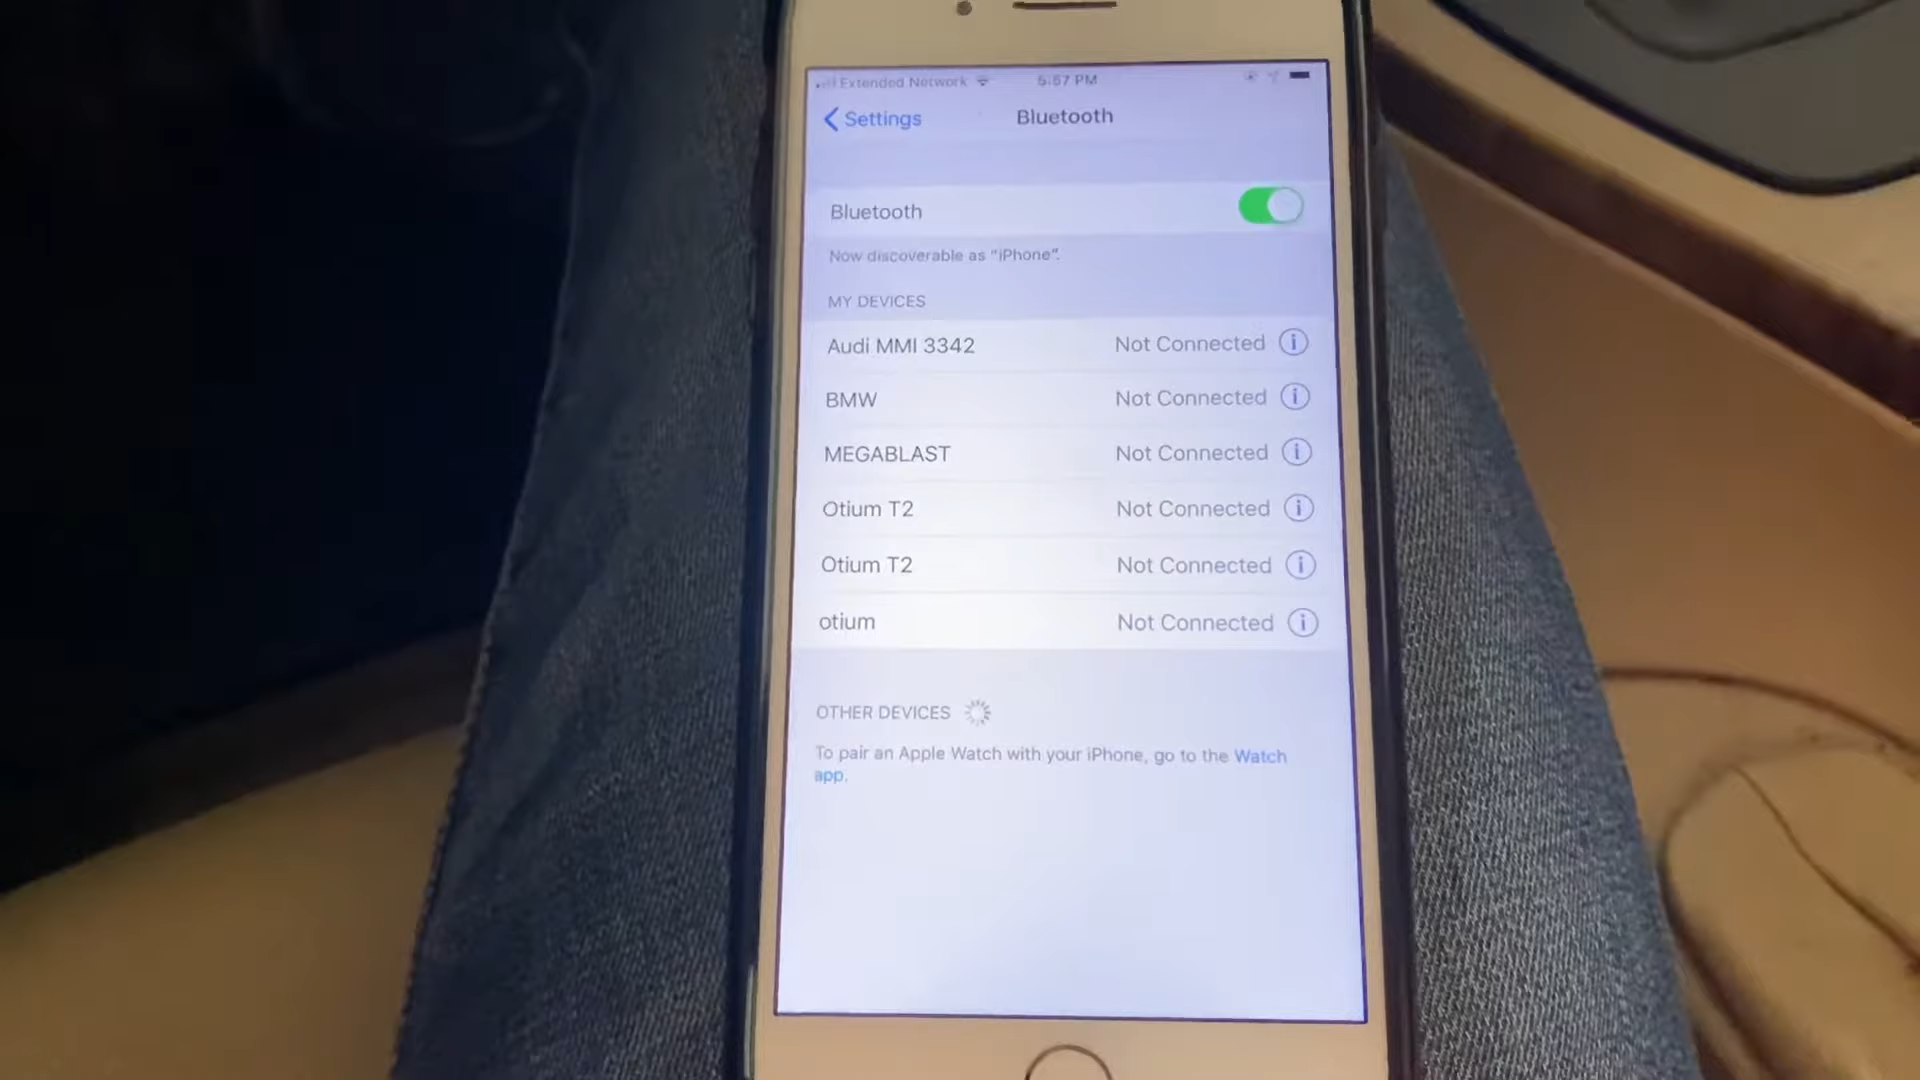 Extended Network 5:57 PM
Settings Bluetooth
Bluetooth
Now discoverable as "iPhone".
MY DEVICES
Audi MMI 3342 Not Connected i
BMW Not Connected i
MEGABLAST Not Connected i
Otium T2 Not Connected i
Otium T2 Not Connected i
otium Not Connected i
OTHER DEVICES
To pair an Apple Watch with your iPhone, go to the Watch
app.